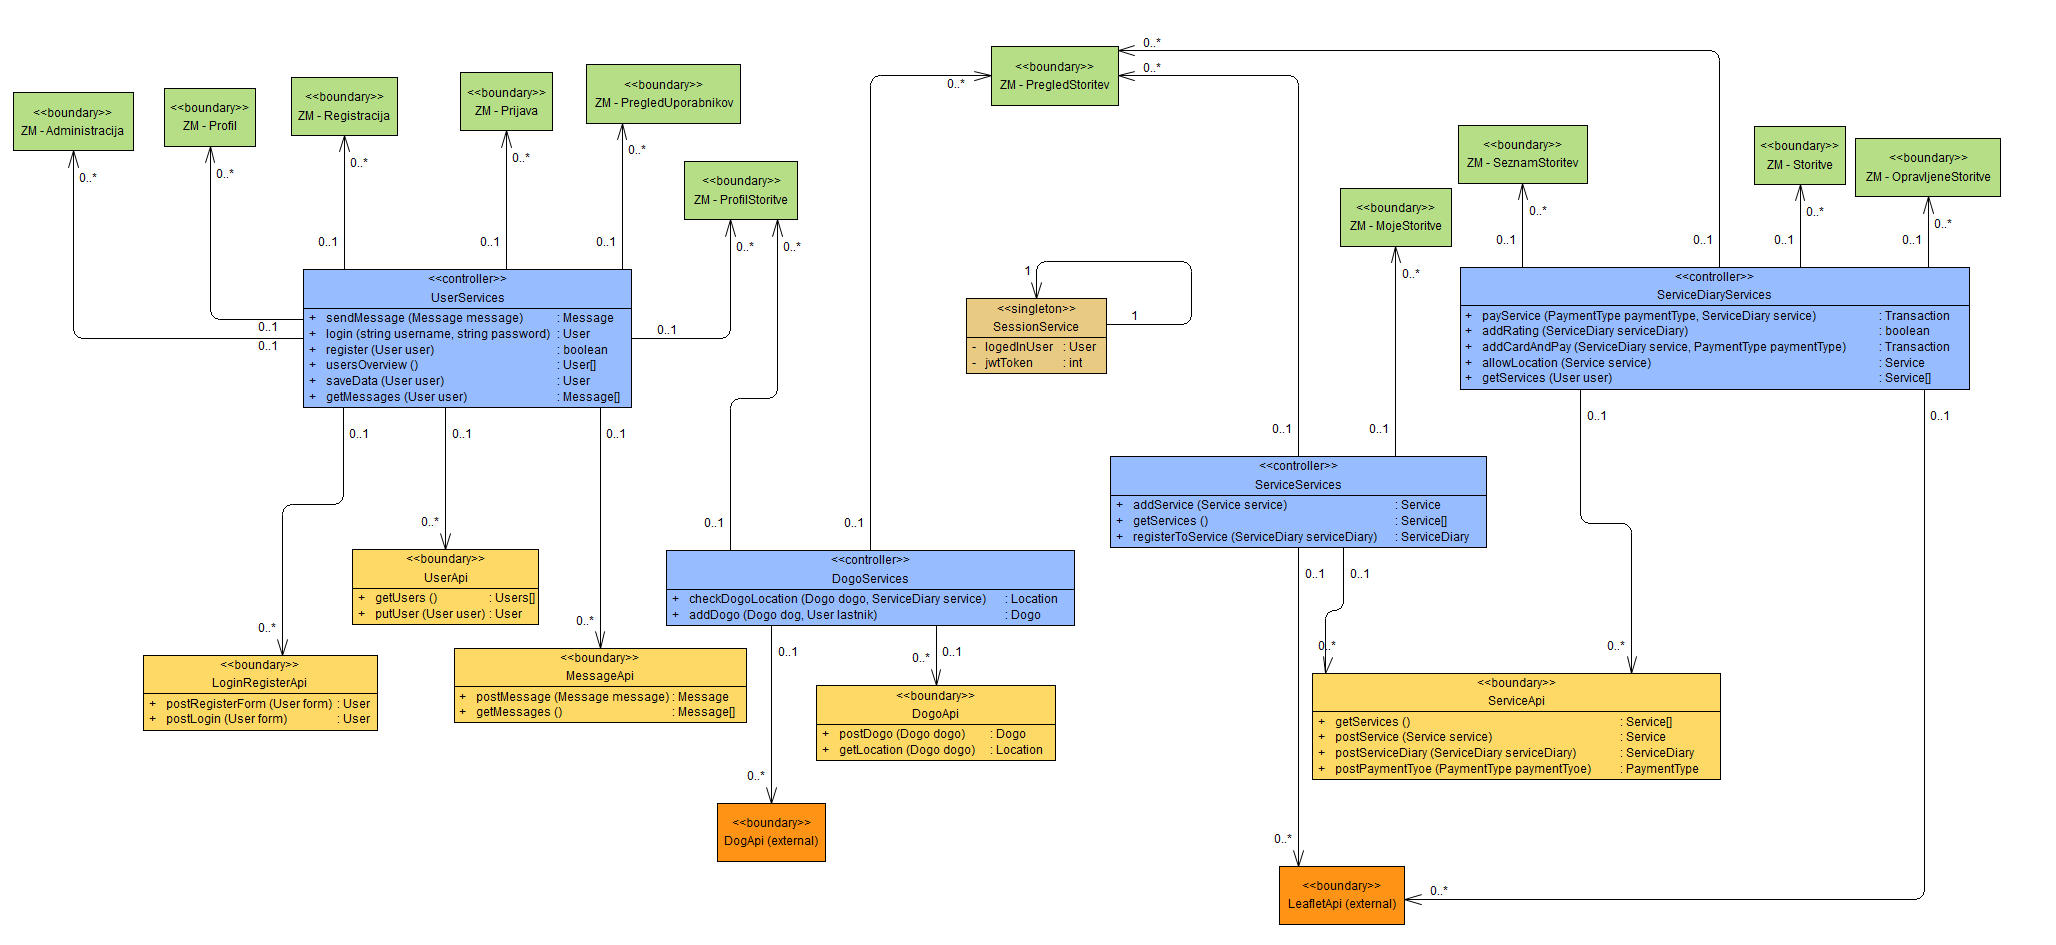 <<boundary>>
ZM - Administracija
0..*
<<boundary>>
ZM - Profil
0..*
<<boundary>>
ZM - Registracija
0..*
<<boundary>>
ZM - Prijava
0..*
<<boundary>>
ZM - PregledUporabnikov
0..*
<<boundary>>
ZM - ProfilStoritve
0..*
0..*
<<boundary>>
ZM - PregledStoritev
0..*
0..*
0..*
<<boundary>>
ZM - MojeStoritve
0..*
<<boundary>>
ZM - SeznamStoritev
0..*
<<boundary>>
ZM - Storitve
0..*
<<boundary>>
ZM - OpravljeneStoritve
0..*
0..1
0..1
0..1
0..1
0..1
0..1
<<controller>>
UserServices
+ sendMessage (Message message) : Message
+ login (string username, string password) : User
+ register (User user) : boolean
+ usersOverview () : User[]
+ saveData (User user) : User
+ getMessages (User user) : Message[]
0..1
0..1
0..1
1
<<singleton>>
SessionService
- logedInUser : User
- jwtToken : int
1
0..1
0..1
0..1
0..1
<<controller>>
ServiceDiaryServices
+ payService (PaymentType paymentType, ServiceDiary service) : Transaction
+ addRating (ServiceDiary serviceDiary) : boolean
+ addCardAndPay (ServiceDiary service, PaymentType paymentType) : Transaction
+ allowLocation (Service service) : Service
+ getServices (User user) : Service[]
0..1
0..1
0..1
0..1
<<controller>>
ServiceServices
+ addService (Service service) : Service
+ getServices () : Service[]
+ registerToService (ServiceDiary serviceDiary) : ServiceDiary
0..1
0..1
0..1
0..1
<<controller>>
DogoServices
+ checkDogoLocation (Dogo dogo, ServiceDiary service) : Location
+ addDogo (Dogo dog, User lastnik) : Dogo
0..1
0..1
0..*
<<boundary>>
UserApi
+ getUsers () : Users[]
+ putUser (User user) : User
0..*
<<boundary>>
LoginRegisterApi
+ postRegisterForm (User form) : User
+ postLogin (User form) : User
0..*
<<boundary>>
MessageApi
+ postMessage (Message message) : Message
+ getMessages () : Message[]
0..*
<<boundary>>
DogoApi
+ postDogo (Dogo dogo) : Dogo
+ getLocation (Dogo dogo) : Location
0..*
<<boundary>>
DogApi (external)
0..*
0..*
<<boundary>>
ServiceApi
+ getServices () : Service[]
+ postService (Service service) : Service
+ postServiceDiary (ServiceDiary serviceDiary) : ServiceDiary
+ postPaymentTyoe (PaymentType paymentTyoe) : PaymentType
0..*
<<boundary>>
LeafletApi (external)
0..*